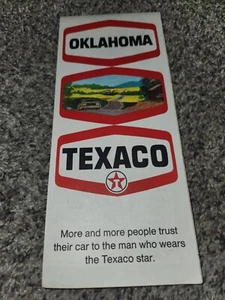 OKLAHOMA
TEXACO
T
More and more people trust
their car to the man who wears
the Texaco star.